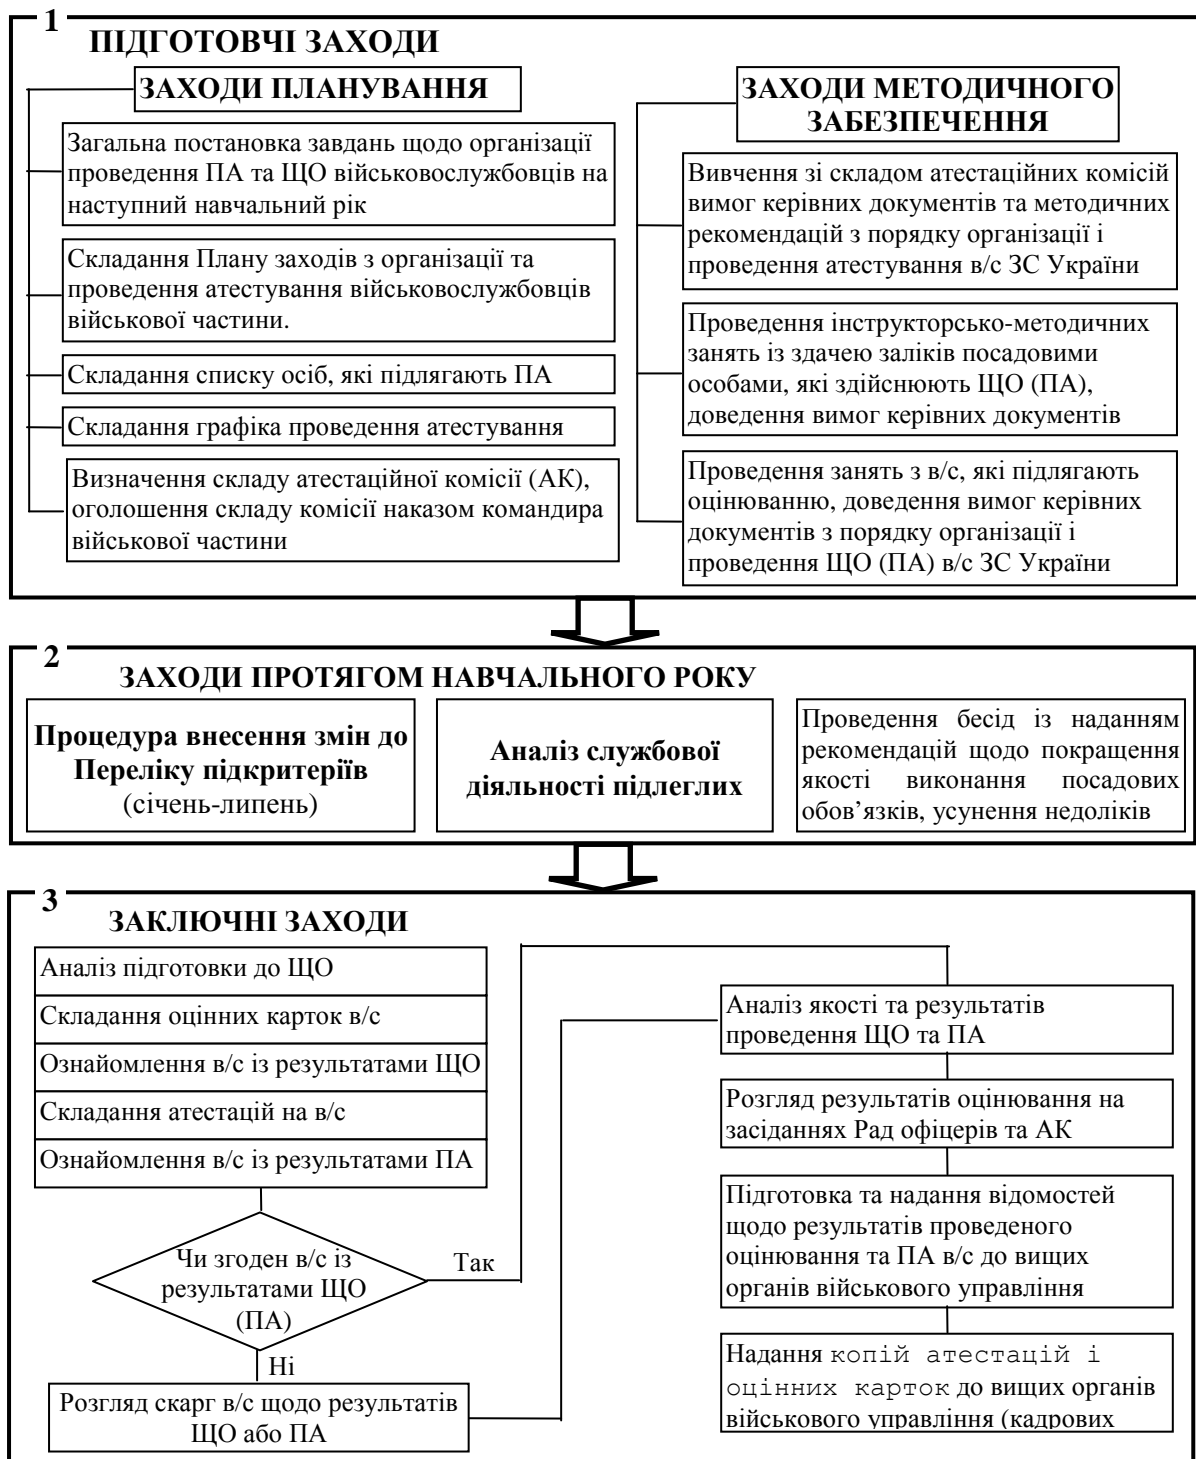 1
ПІДГОТОВЧІ ЗАХОДИ
ЗАХОДИ ПЛАНУВАННЯ
Загальна постановка завдань щодо організації
проведення ПА та ЩО військовослужбовців на
наступний навчальний рік
Складання Плану заходів з організації та
проведення атестування військовослужбовців
військової частини.
Складання списку осіб, які підлягають ПА
Складання графіка проведення атестування
Визначення складу атестаційної комісії (АК),
оголошення складу комісії наказом командира
військової частини
ЗАХОДИ МЕТОДИЧНОГО
ЗАБЕЗПЕЧЕННЯ
Вивчення зі складом атестаційних комісій
вимог керівних документів та методичних
рекомендацій з порядку організації і
проведення атестування в/с ЗС України
Проведення інструкторсько-методичних
занять із здачею заліків посадовими
особами, які здійснюють ЩО (ПА),
доведення вимог керівних документів
Проведення занять з в/с, які підлягають
оцінюванню, доведення вимог керівних
документів з порядку організації і
проведення ЩО (ПА) в/с ЗС України
2
ЗАХОДИ ПРОТЯГОМ НАВЧАЛЬНОГО РОКУ
Процедура внесення змін до
Переліку підкритеріїв
(січень-липень)
Аналіз службової
діяльності підлеглих
Проведення бесід із наданням
рекомендацій щодо покращення
якості виконання посадових
обов’язків, усунення недоліків
3
ЗАКЛЮЧНІ ЗАХОДИ
Аналіз підготовки до ЩО
Складання оцінних карток в/с
Ознайомлення в/с із результатами ЩО
Складання атестацій на в/с
Ознайомлення в/с із результатами ПА
Чи згоден в/с із
результатами ЩО
(ПА)
Так
Ні
Розгляд скарг в/с щодо результатів
ЩО або ПА
Аналіз якості та результатів
проведення ЩО та ПА
Розгляд результатів оцінювання на
засіданнях Рад офіцерів та АК
Підготовка та надання відомостей
щодо результатів проведеного
оцінювання та ПА в/с до вищих
органів військового управління
Надання копій атестацій і
оцінних карток до вищих органів
військового управління (кадрових